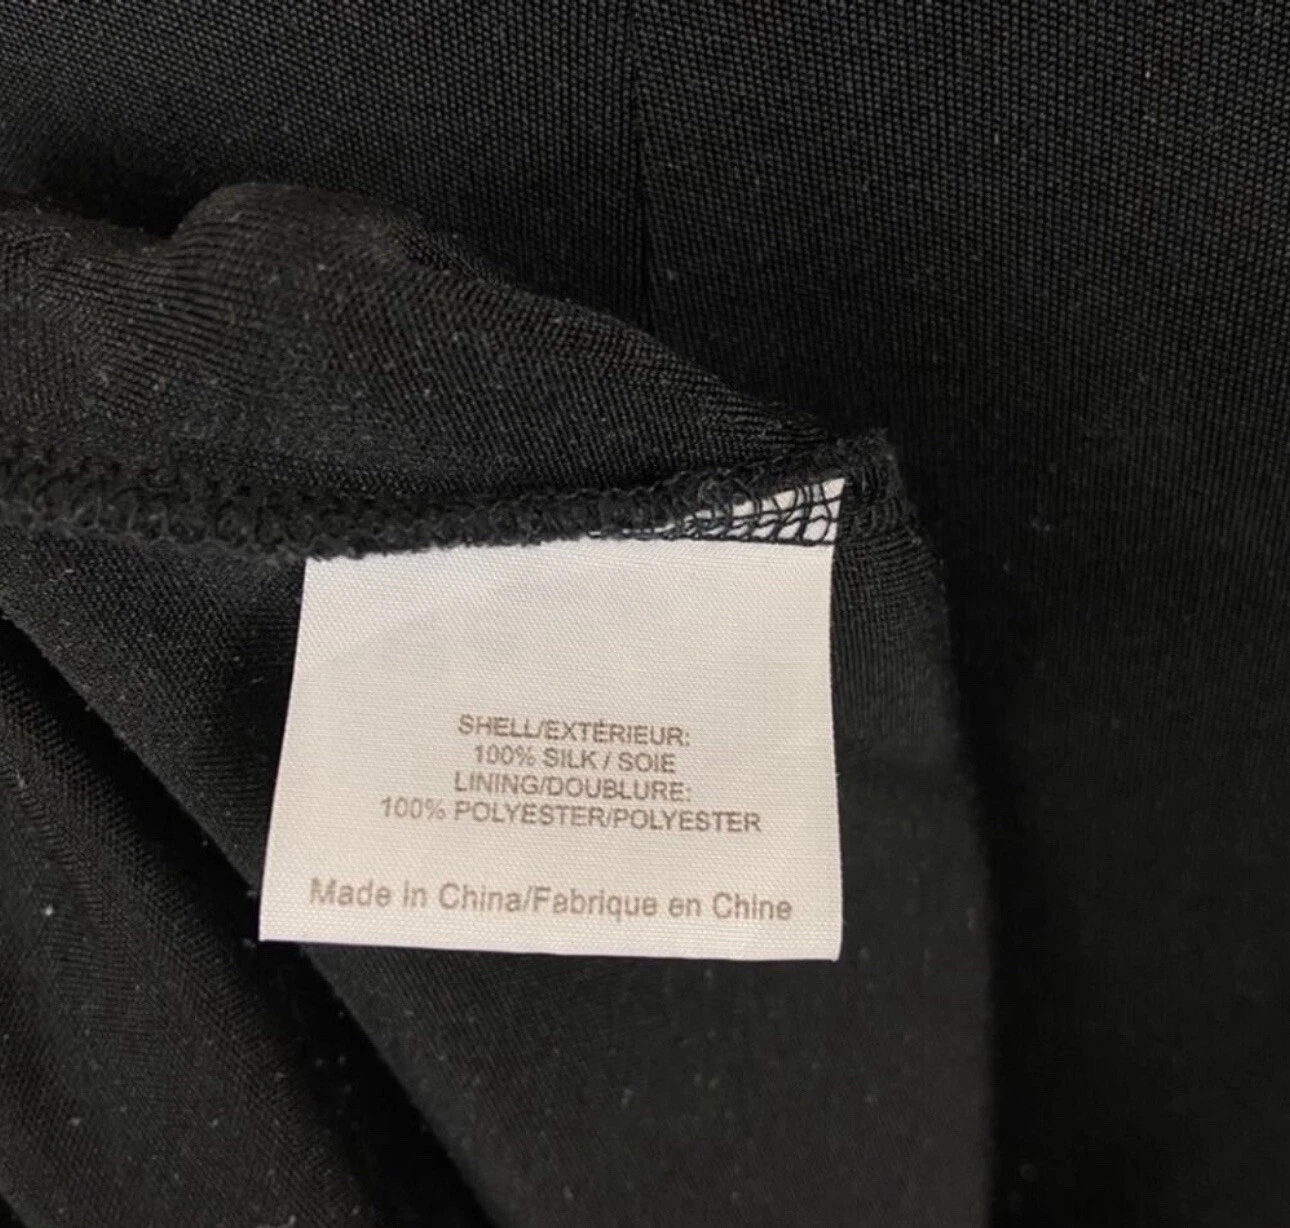 SHELL/EXTÉRIEUR:
100% SILK / SOIE
LINING/DOUBLURE:
100% POLYESTER/POLYESTER
Made in China/Fabrique en Chine